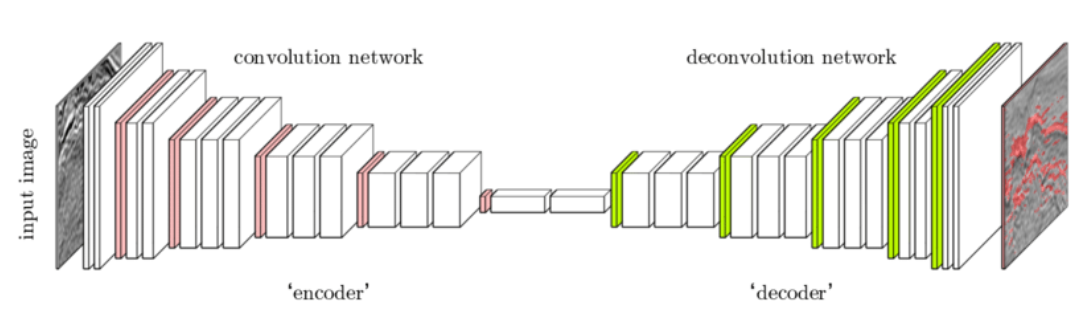 convolution network
deconvolution network
input image
‘encoder’
‘decoder’